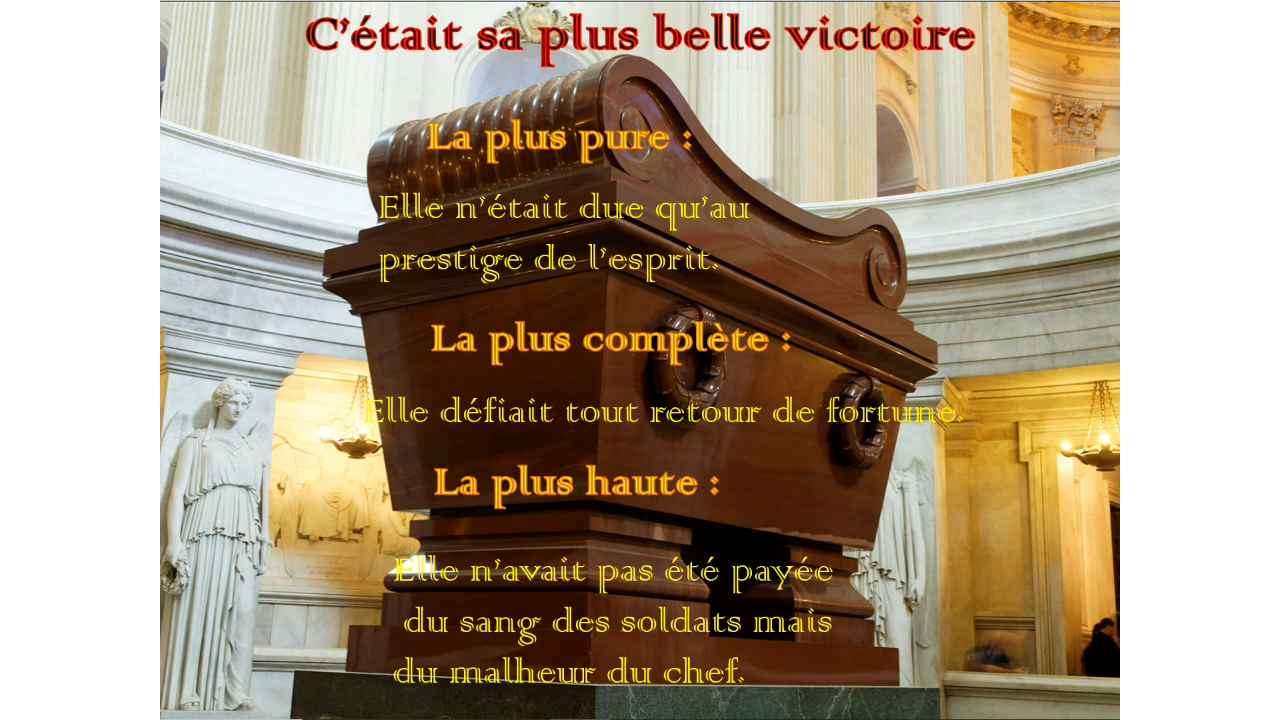 C'était sa plus belle victoire
La plus pure :
Elle n'était due qu'au
prestige de l'esprit.
La plus complète :
Elle défiait tout retour de fortune.
La plus haute :
Elle n'avait pas été payée
du sang des soldats mais
du malheur du chef.